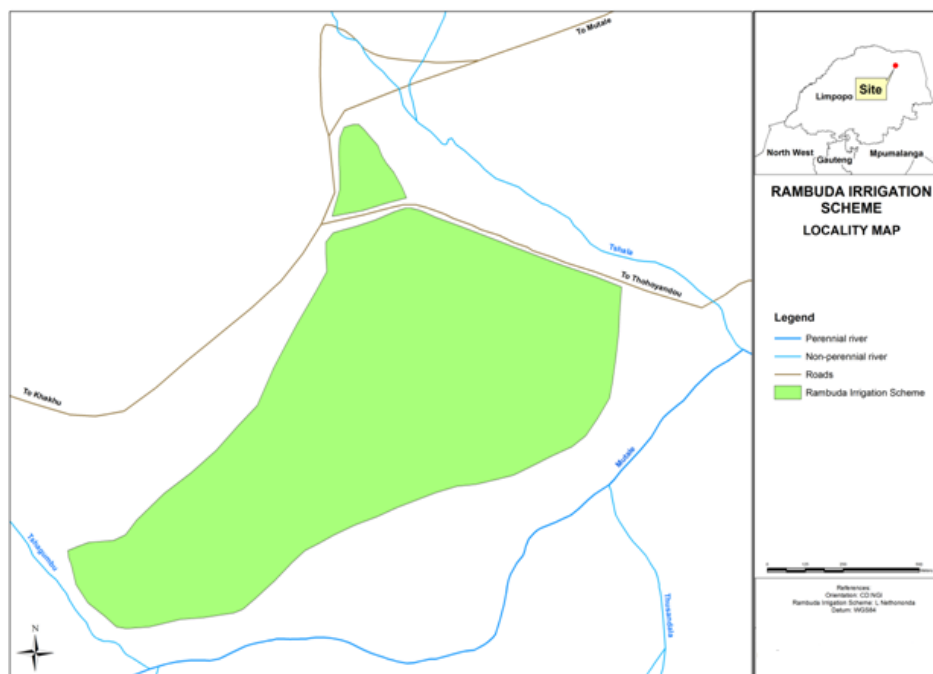 To Mutale
Tshala
To Thohoyandou
To Khakhu
Mutale
Tshegumbu
Thusandala
N
Site
Limpopo
North West
Gauteng
Mpumalanga
RAMBUDA IRRIGATION
SCHEME
LOCALITY MAP
Legend
Perennial river
Non-perennial river
Roads
Rambuda Irrigation Scheme
References:
Orientation: CD:NGI
Rambuda Irrigation Scheme: L Nethononda
Datum: WGS84